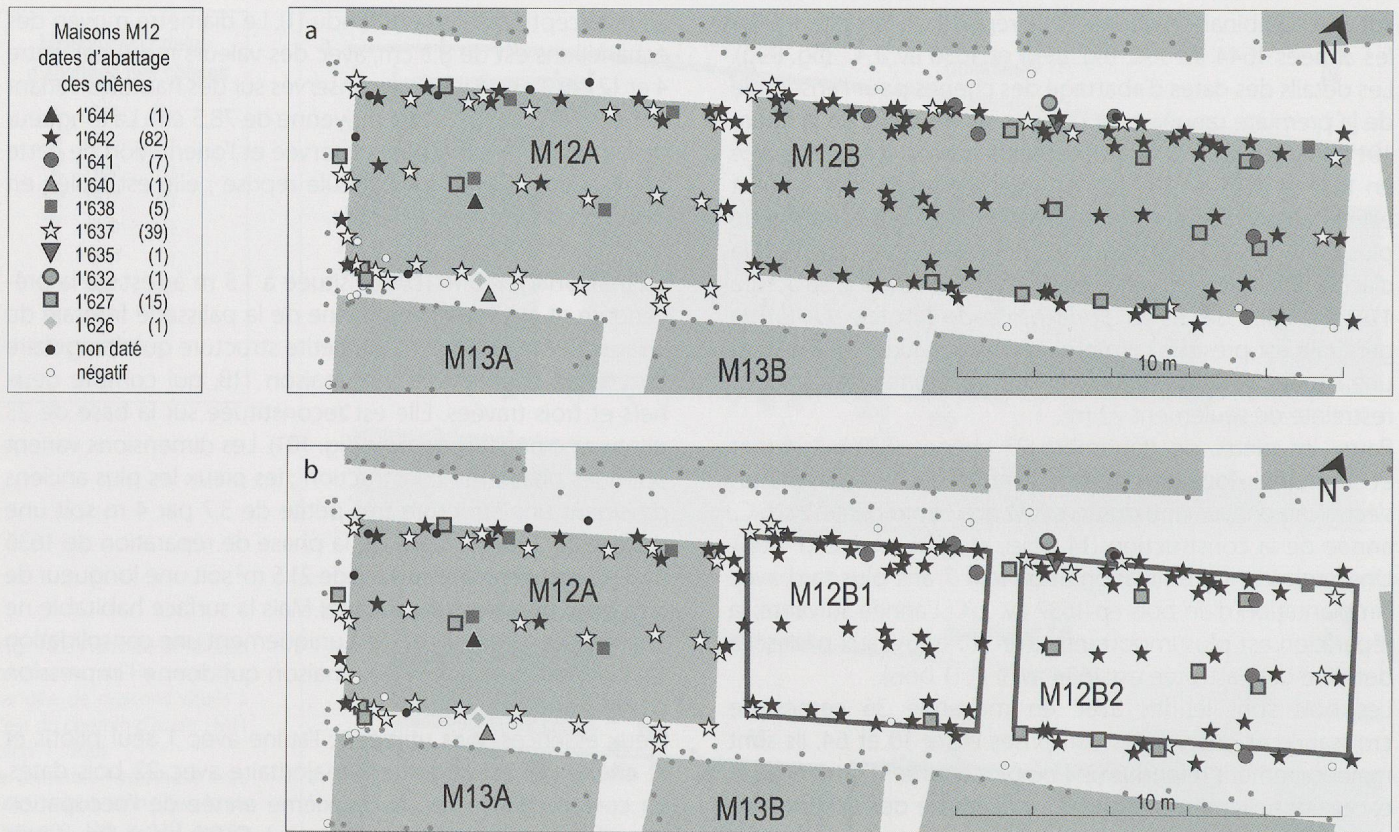 Maisons M12
dates d'abattage
des chênes
1'644 (1)
1'642 (82)
1'641 (7)
1'640 (1)
1'638 (5)
1'637 (39)
1'635 (1)
1'632 (1)
1'627 (15)
1'626 (1)
non daté
négatif
a
N
M12A
M12B
M13A
M13B
10 m
b
N
M12A
M12B1
M12B2
M13A
M13B
10 m